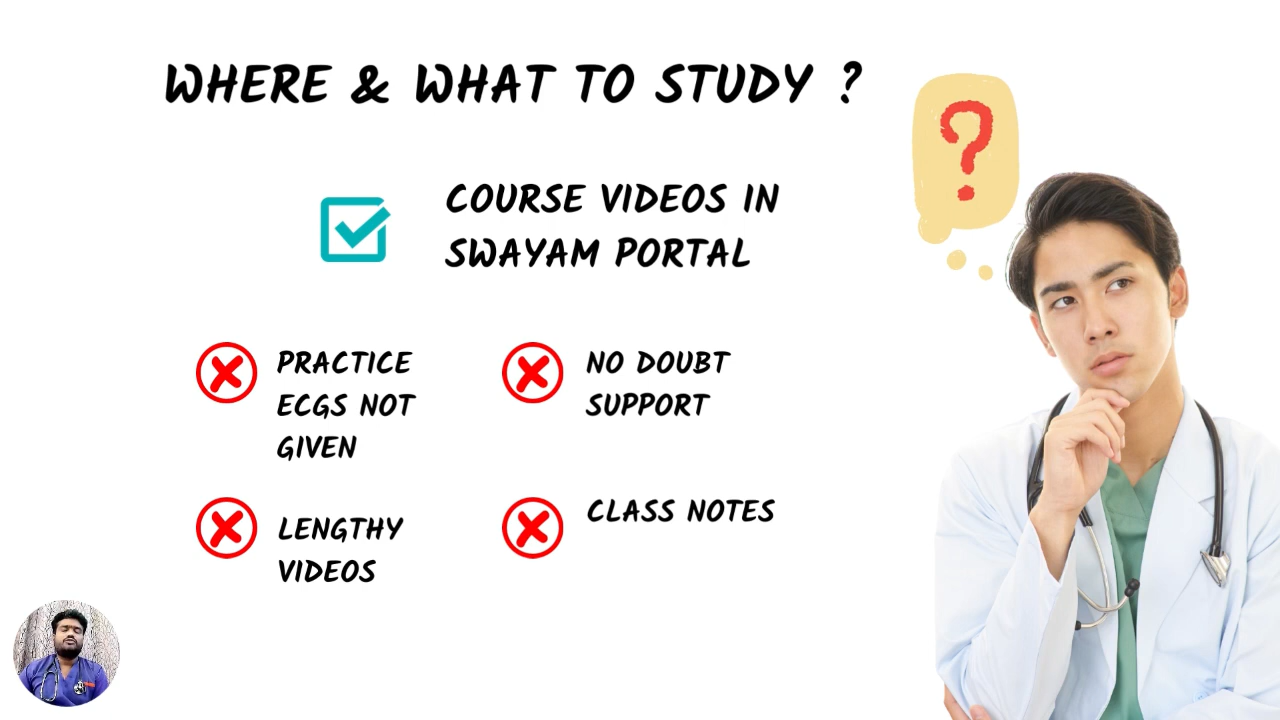 WHERE & WHAT TO STUDY ?
?
COURSE VIDEOS IN
SWAYAM PORTAL
PRACTICE
ECGS NOT
GIVEN
NO DOUBT
SUPPORT
LENGTHY
VIDEOS
CLASS NOTES